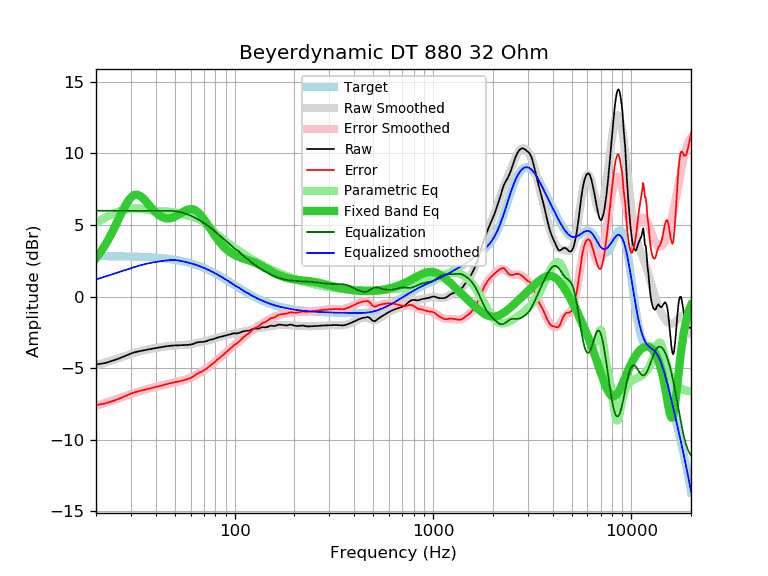 Beyerdynamic DT 880 32 Ohm
Target
Raw Smoothed
Error Smoothed
Raw
Error
Parametric Eq
Fixed Band Eq
Equalization
Equalized smoothed
15
10
5
0
−5
−10
−15
Amplitude (dBr)
100
1000
10000
Frequency (Hz)